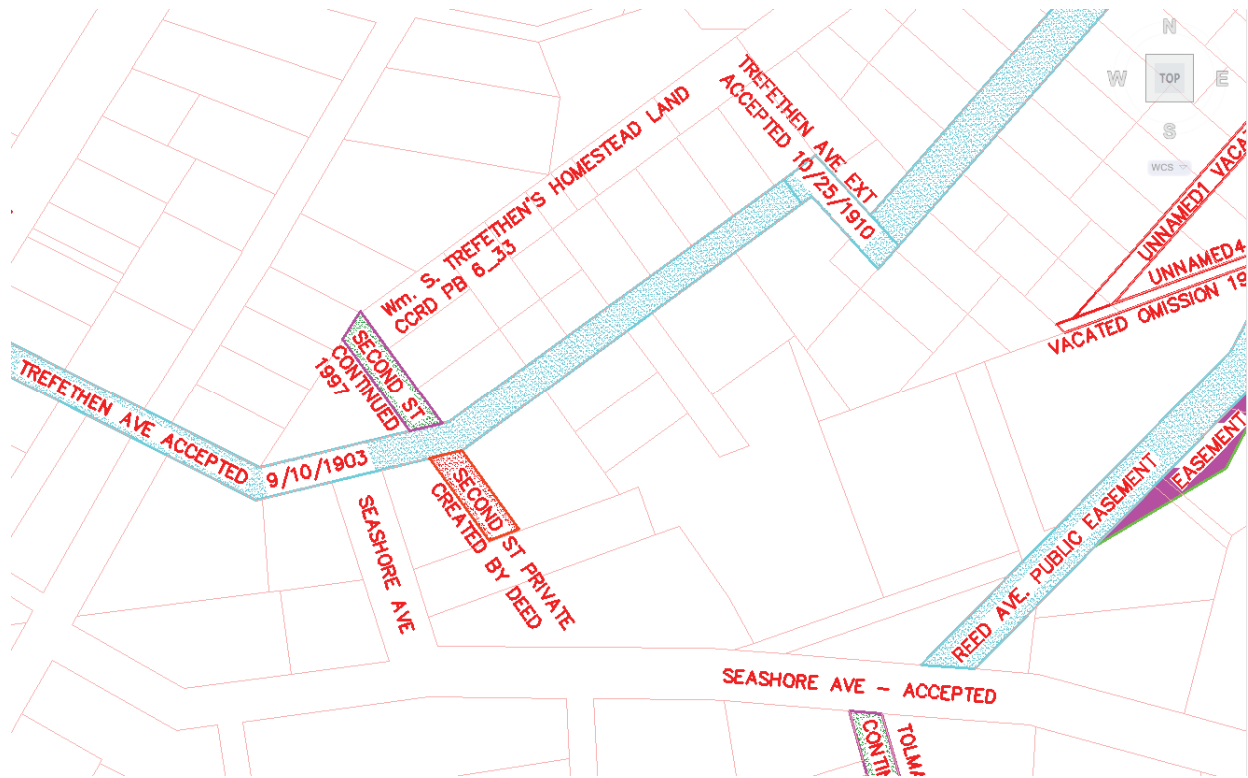 N
W TOP E
S
WCS
TREFETHEN AVE EXT
ACCEPTED 10/25/1910
Wm. S. TREFETHEN'S HOMESTEAD LAND
CCRD PB 6_33
UNNAMED1 VACA
UNNAMED4
VACATED OMISSION 19
SECOND ST
CONTINUED
1997
TREFETHEN AVE ACCEPTED 9/10/1903
SECOND ST PRIVATE
CREATED BY DEED
SEASHORE AVE
EASEMENT
REED AVE. PUBLIC EASEMENT
SEASHORE AVE - ACCEPTED
TOLMA
CONTIN